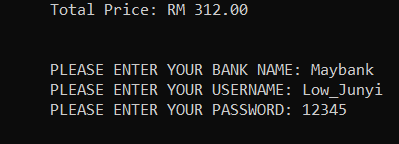 Total Price: RM 312.00
PLEASE ENTER YOUR BANK NAME: Maybank
PLEASE ENTER YOUR USERNAME: Low_Junyi
PLEASE ENTER YOUR PASSWORD: 12345